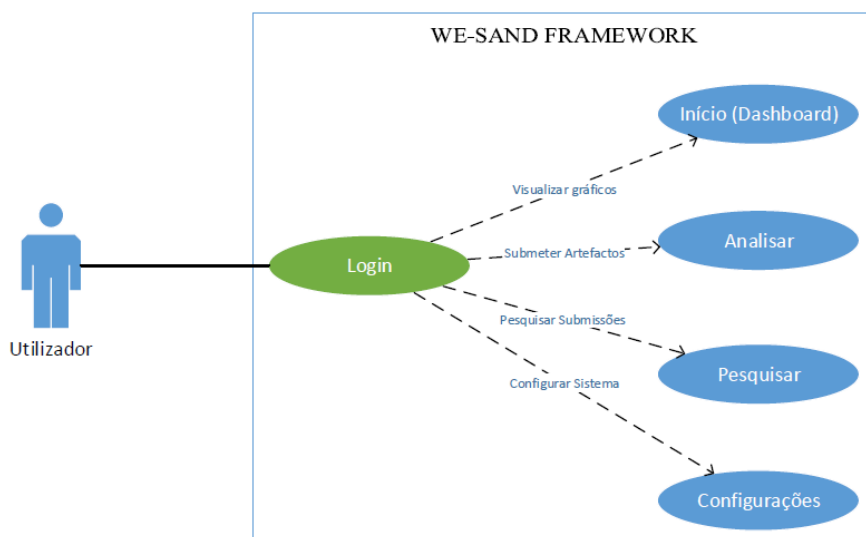 WE-SAND FRAMEWORK
Início (Dashboard)
Visualizar gráficos
Analisar
Submeter Artefactos
Login
Pesquisar Submissões
Utilizador
Pesquisar
Configurar Sistema
Configurações